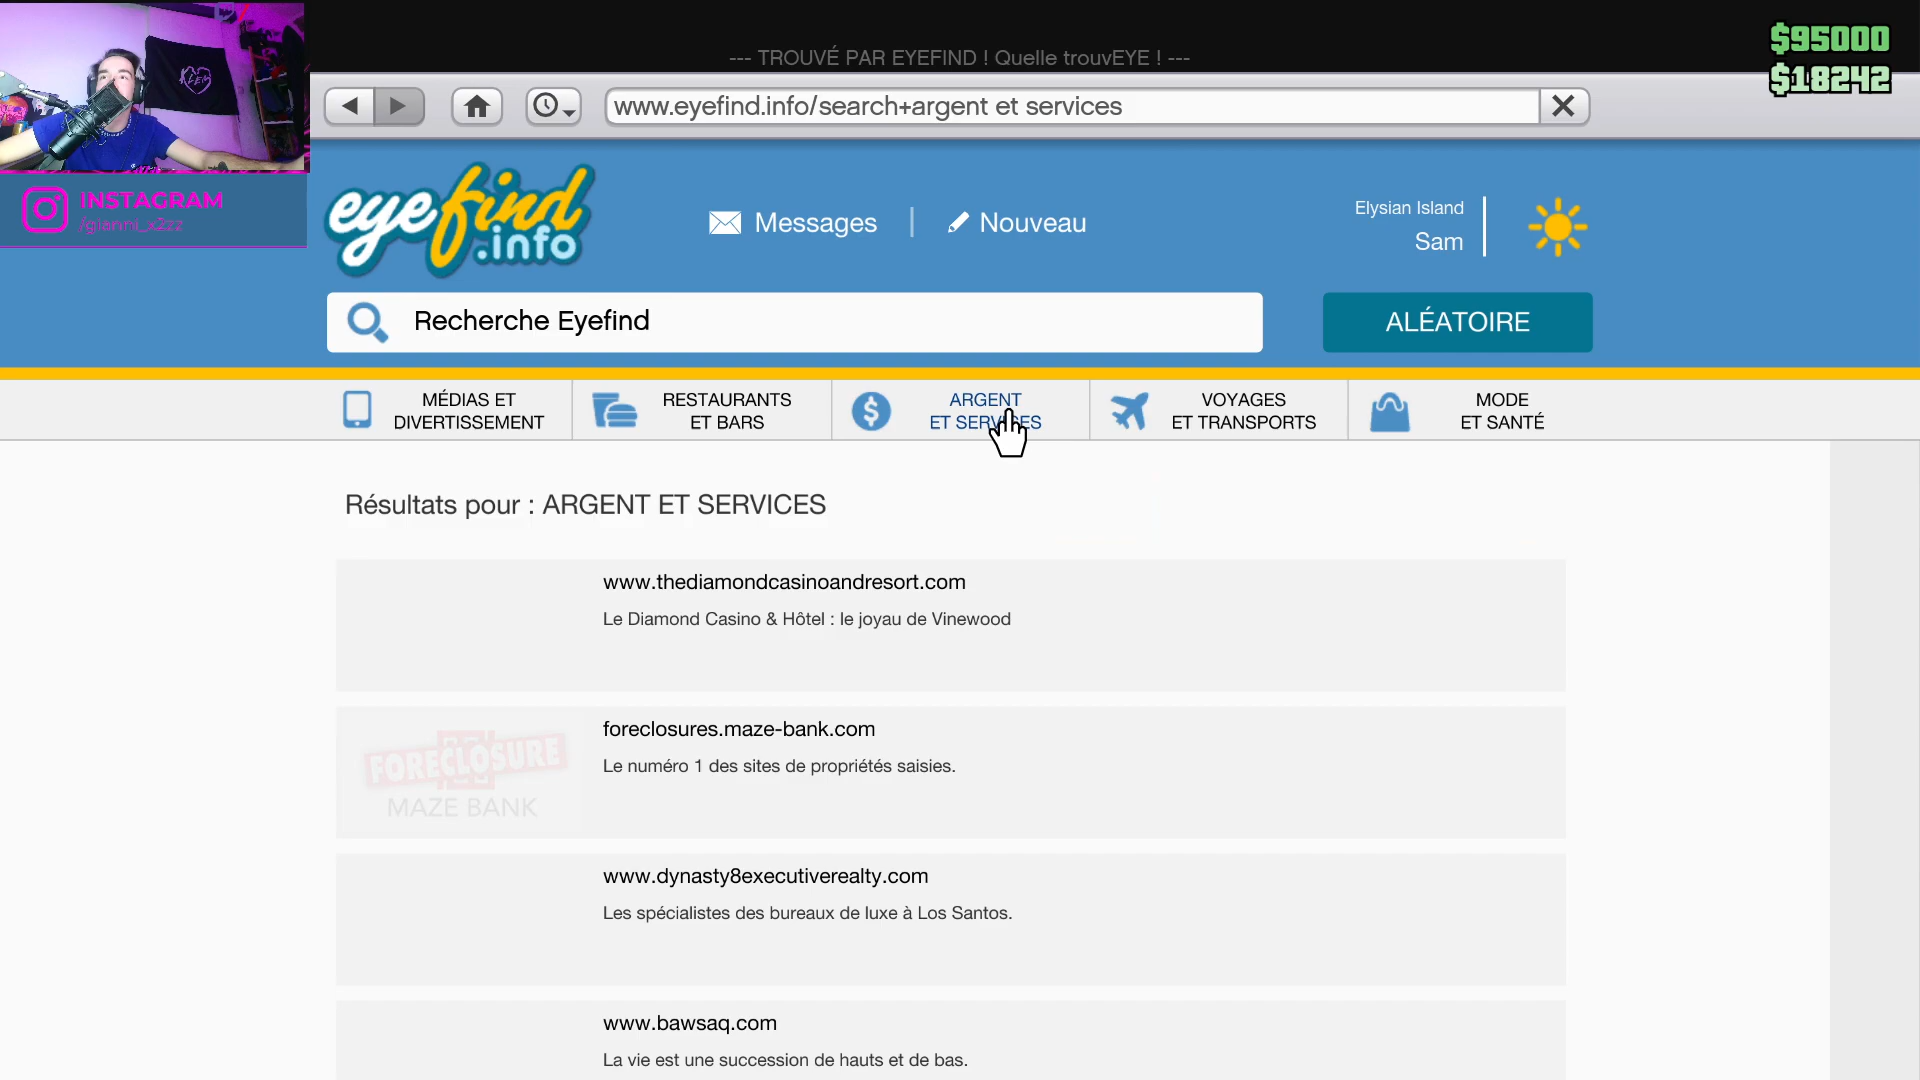 --- TROUVÉ PAR EYEFIND ! Quelle trouvEYE ! ---
$95000
$18242
www.eyefind.info/search+argent et services
INSTAGRAM
/gianni_x2zz
eyefind.info
Messages
Nouveau
Elysian Island
Sam
Recherche Eyefind
ALÉATOIRE
MÉDIAS ET
DIVERTISSEMENT
RESTAURANTS
ET BARS
ARGENT
ET SERVICES
VOYAGES
ET TRANSPORTS
MODE
ET SANTÉ
Résultats pour : ARGENT ET SERVICES
www.thediamondcasinoandresort.com
Le Diamond Casino & Hôtel : le joyau de Vinewood
FORECLOSURE
MAZE BANK
foreclosures.maze-bank.com
Le numéro 1 des sites de propriétés saisies.
www.dynasty8executiverealty.com
Les spécialistes des bureaux de luxe à Los Santos.
www.bawsaq.com
La vie est une succession de hauts et de bas.